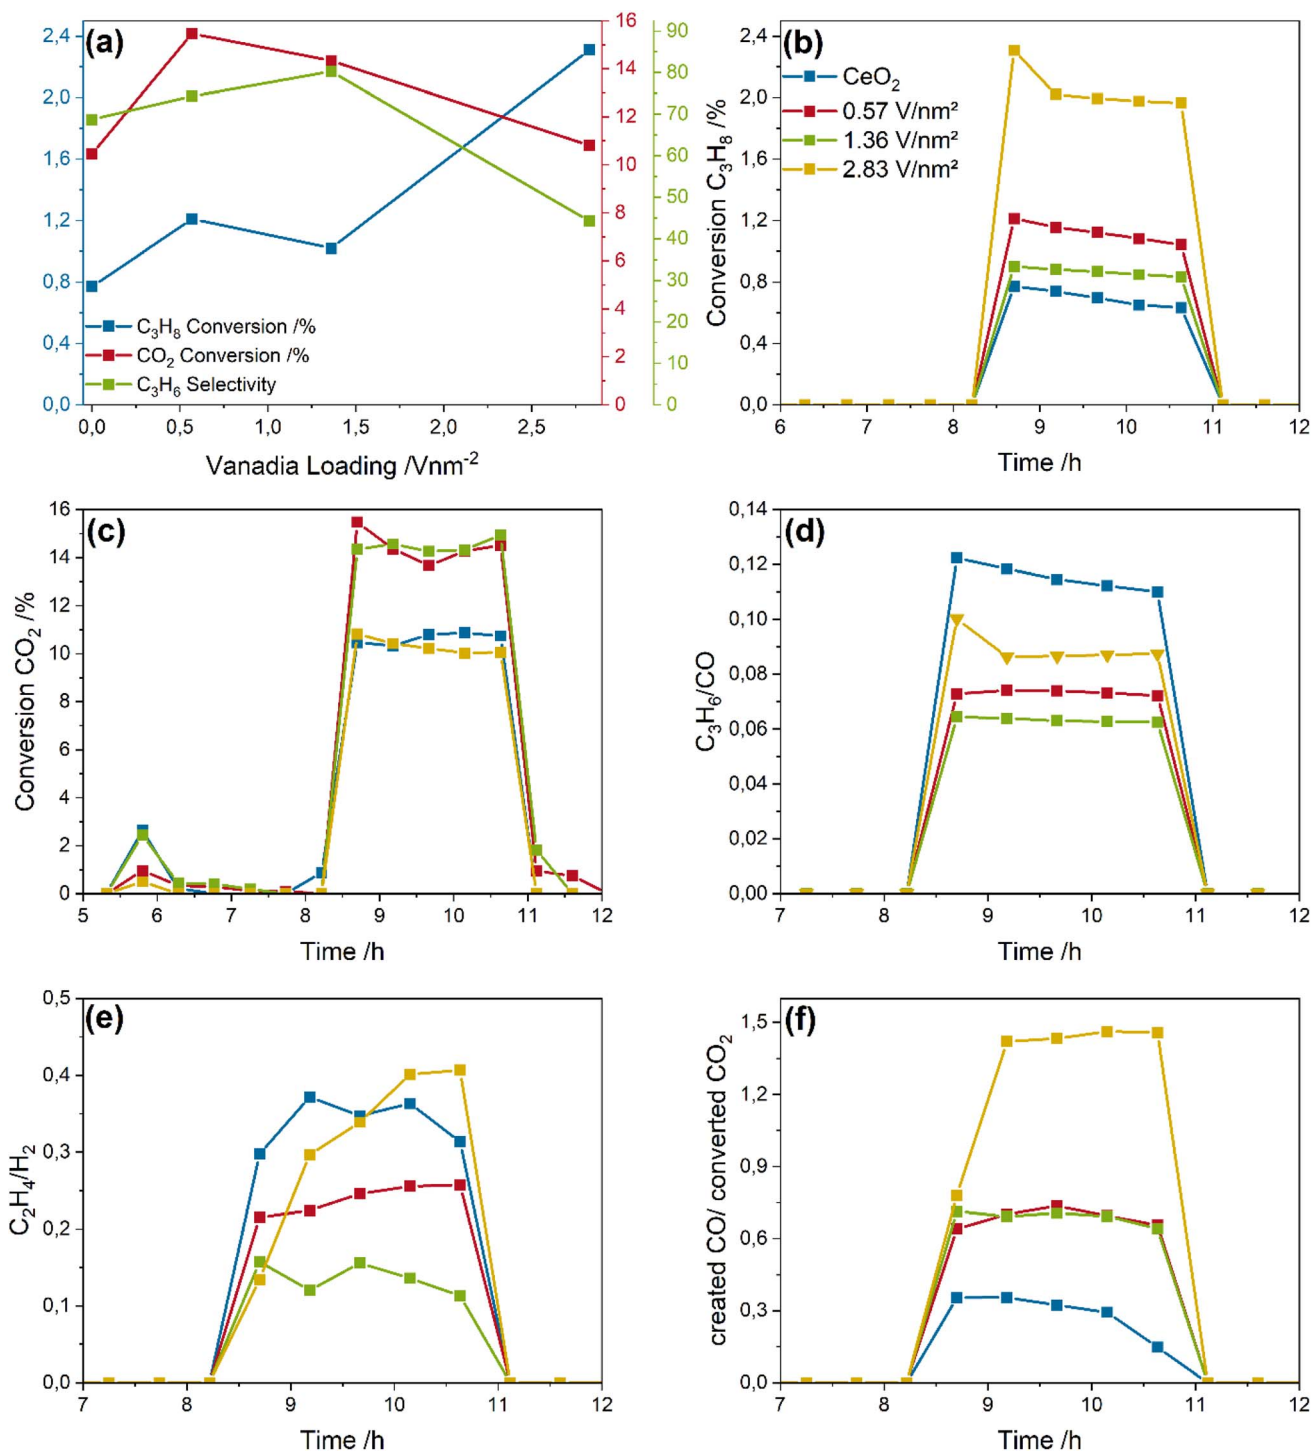 (a)
2,4
2,0
1,6
1,2
0,8
0,4
0,0
16
14
12
10
8
6
4
2
0
90
80
70
60
50
40
30
20
10
0
C₃H₈ Conversion /%
CO₂ Conversion /%
C₃H₆ Selectivity
0,0 0,5 1,0 1,5 2,0 2,5
Vanadia Loading /Vnm⁻²
(b)
Conversion C₃H₈ /%
2,4
2,0
1,6
1,2
0,8
0,4
0,0
CeO₂
0.57 V/nm²
1.36 V/nm²
2.83 V/nm²
6 7 8 9 10 11 12
Time /h
(c)
Conversion CO₂ /%
16
14
12
10
8
6
4
2
0
5 6 7 8 9 10 11 12
Time /h
(d)
C₃H₆/CO
0,14
0,12
0,10
0,08
0,06
0,04
0,02
0,00
7 8 9 10 11 12
Time /h
(e)
C₂H₄/H₂
0,5
0,4
0,3
0,2
0,1
0,0
7 8 9 10 11 12
Time /h
(f)
created CO/ converted CO₂
1,5
1,2
0,9
0,6
0,3
0,0
7 8 9 10 11 12
Time /h